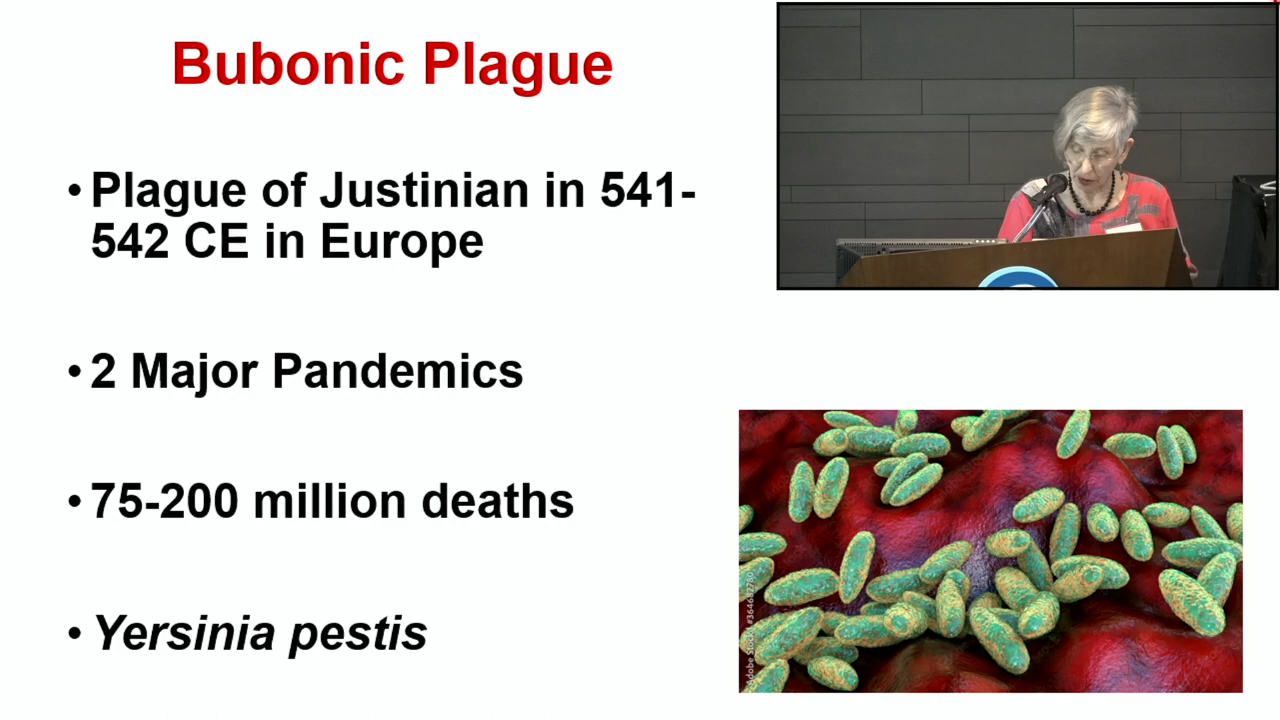 Bubonic Plague
• Plague of Justinian in 541-
542 CE in Europe
• 2 Major Pandemics
• 75-200 million deaths
• Yersinia pestis